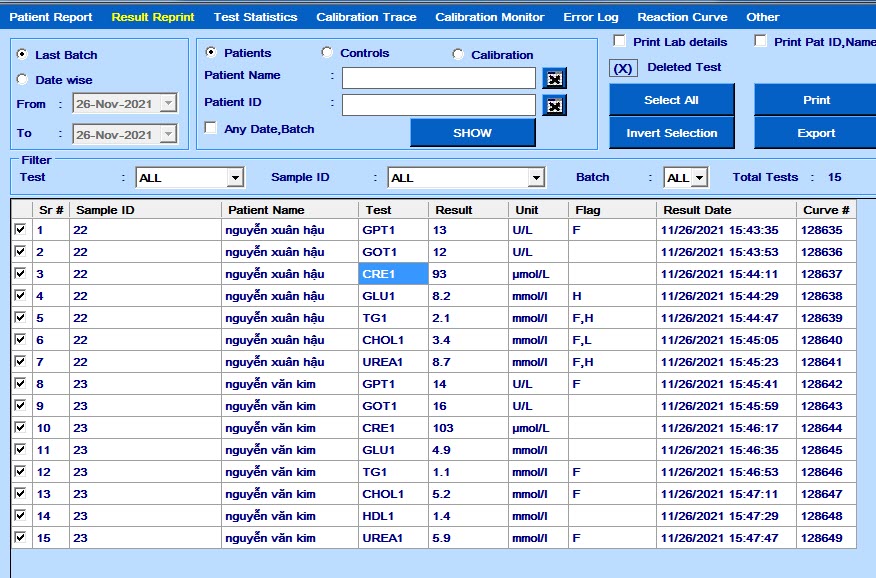 Patient Report Result Reprint Test Statistics Calibration Trace Calibration Monitor Error Log Reaction Curve Other
Last Batch
Date wise
From : 26-Nov-2021
To : 26-Nov-2021
Patients Controls Calibration
Patient Name :
Patient ID :
Any Date,Batch SHOW
Print Lab details Print Pat ID,Name
(X) Deleted Test
Select All Print
Invert Selection Export
Filter
Test : ALL Sample ID : ALL Batch : ALL Total Tests : 15
Sr # Sample ID Patient Name Test Result Unit Flag Result Date Curve #
1 22 nguyễn xuân hậu GPT1 13 U/L F 11/26/2021 15:43:35 128635
2 22 nguyễn xuân hậu GOT1 12 U/L 11/26/2021 15:43:53 128636
3 22 nguyễn xuân hậu CRE1 93 µmol/L 11/26/2021 15:44:11 128637
4 22 nguyễn xuân hậu GLU1 8.2 mmol/l H 11/26/2021 15:44:29 128638
5 22 nguyễn xuân hậu TG1 2.1 mmol/l F,H 11/26/2021 15:44:47 128639
6 22 nguyễn xuân hậu CHOL1 3.4 mmol/l F,L 11/26/2021 15:45:05 128640
7 22 nguyễn xuân hậu UREA1 8.7 mmol/l F,H 11/26/2021 15:45:23 128641
8 23 nguyễn văn kim GPT1 14 U/L F 11/26/2021 15:45:41 128642
9 23 nguyễn văn kim GOT1 16 U/L 11/26/2021 15:45:59 128643
10 23 nguyễn văn kim CRE1 103 µmol/L 11/26/2021 15:46:17 128644
11 23 nguyễn văn kim GLU1 4.9 mmol/l 11/26/2021 15:46:35 128645
12 23 nguyễn văn kim TG1 1.1 mmol/l F 11/26/2021 15:46:53 128646
13 23 nguyễn văn kim CHOL1 5.2 mmol/l F 11/26/2021 15:47:11 128647
14 23 nguyễn văn kim HDL1 1.4 mmol/l 11/26/2021 15:47:29 128648
15 23 nguyễn văn kim UREA1 5.9 mmol/l F 11/26/2021 15:47:47 128649